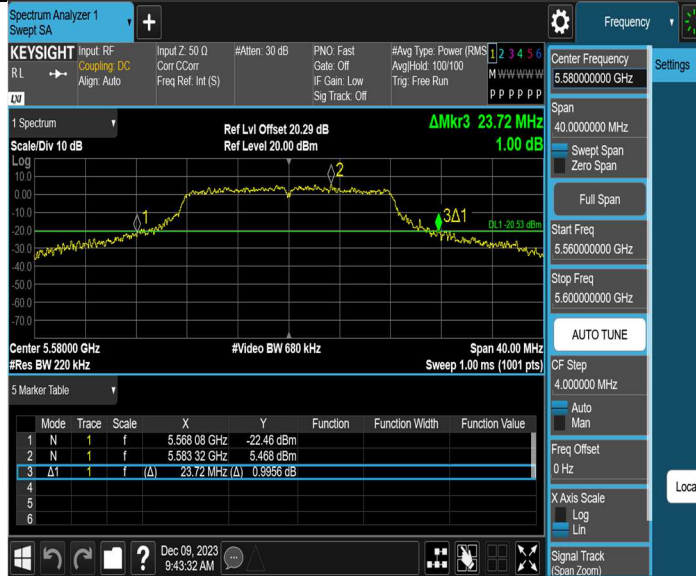 Spectrum Analyzer 1
Swept SA
+
Frequency
KEYSIGHT
Input: RF
Coupling: DC
Align: Auto
Input Z: 50 Ω
Corr CCorr
Freq Ref: Int (S)
#Atten: 30 dB
PNO: Fast
Gate: Off
IF Gain: Low
Sig Track: Off
#Avg Type: Power (RMS
Avg|Hold: 100/100
Trig: Free Run
1 2 3 4 5 6
M W W W W W
P P P P P P
R L
LXI
1 Spectrum
Scale/Div 10 dB
Ref Lvl Offset 20.29 dB
Ref Level 20.00 dBm
ΔMkr3 23.72 MHz
1.00 dB
Log
10.0
0.00
-10.0
-20.0
-30.0
-40.0
-50.0
-60.0
-70.0
1
2
3Δ1
DL1 -20.53 dBm
Center 5.58000 GHz
#Res BW 220 kHz
#Video BW 680 kHz
Span 40.00 MHz
Sweep 1.00 ms (1001 pts)
5 Marker Table
Mode Trace Scale X Y Function Function Width Function Value
1 N 1 f 5.568 08 GHz -22.46 dBm
2 N 1 f 5.583 32 GHz 5.468 dBm
3 Δ1 1 f (Δ) 23.72 MHz (Δ) 0.9956 dB
4
5
6
?
Dec 09, 2023
9:43:32 AM
Center Frequency
5.580000000 GHz
Settings
Span
40.0000000 MHz
Swept Span
Zero Span
Full Span
Start Freq
5.560000000 GHz
Stop Freq
5.600000000 GHz
AUTO TUNE
CF Step
4.000000 MHz
Auto
Man
Freq Offset
0 Hz
Loca
X Axis Scale
Log
Lin
Signal Track
(Span Zoom)